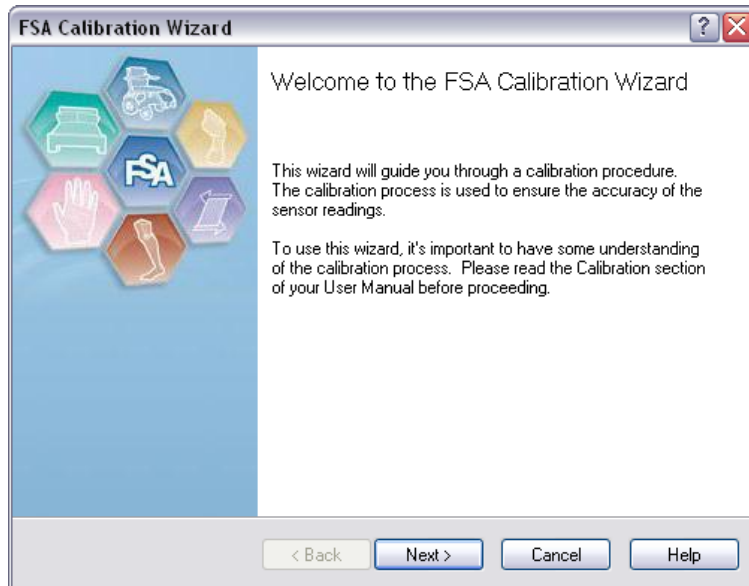 FSA Calibration Wizard
Welcome to the FSA Calibration Wizard
FSA
This wizard will guide you through a calibration procedure.
The calibration process is used to ensure the accuracy of the
sensor readings.
To use this wizard, it's important to have some understanding
of the calibration process. Please read the Calibration section
of your User Manual before proceeding.
< Back
Next >
Cancel
Help